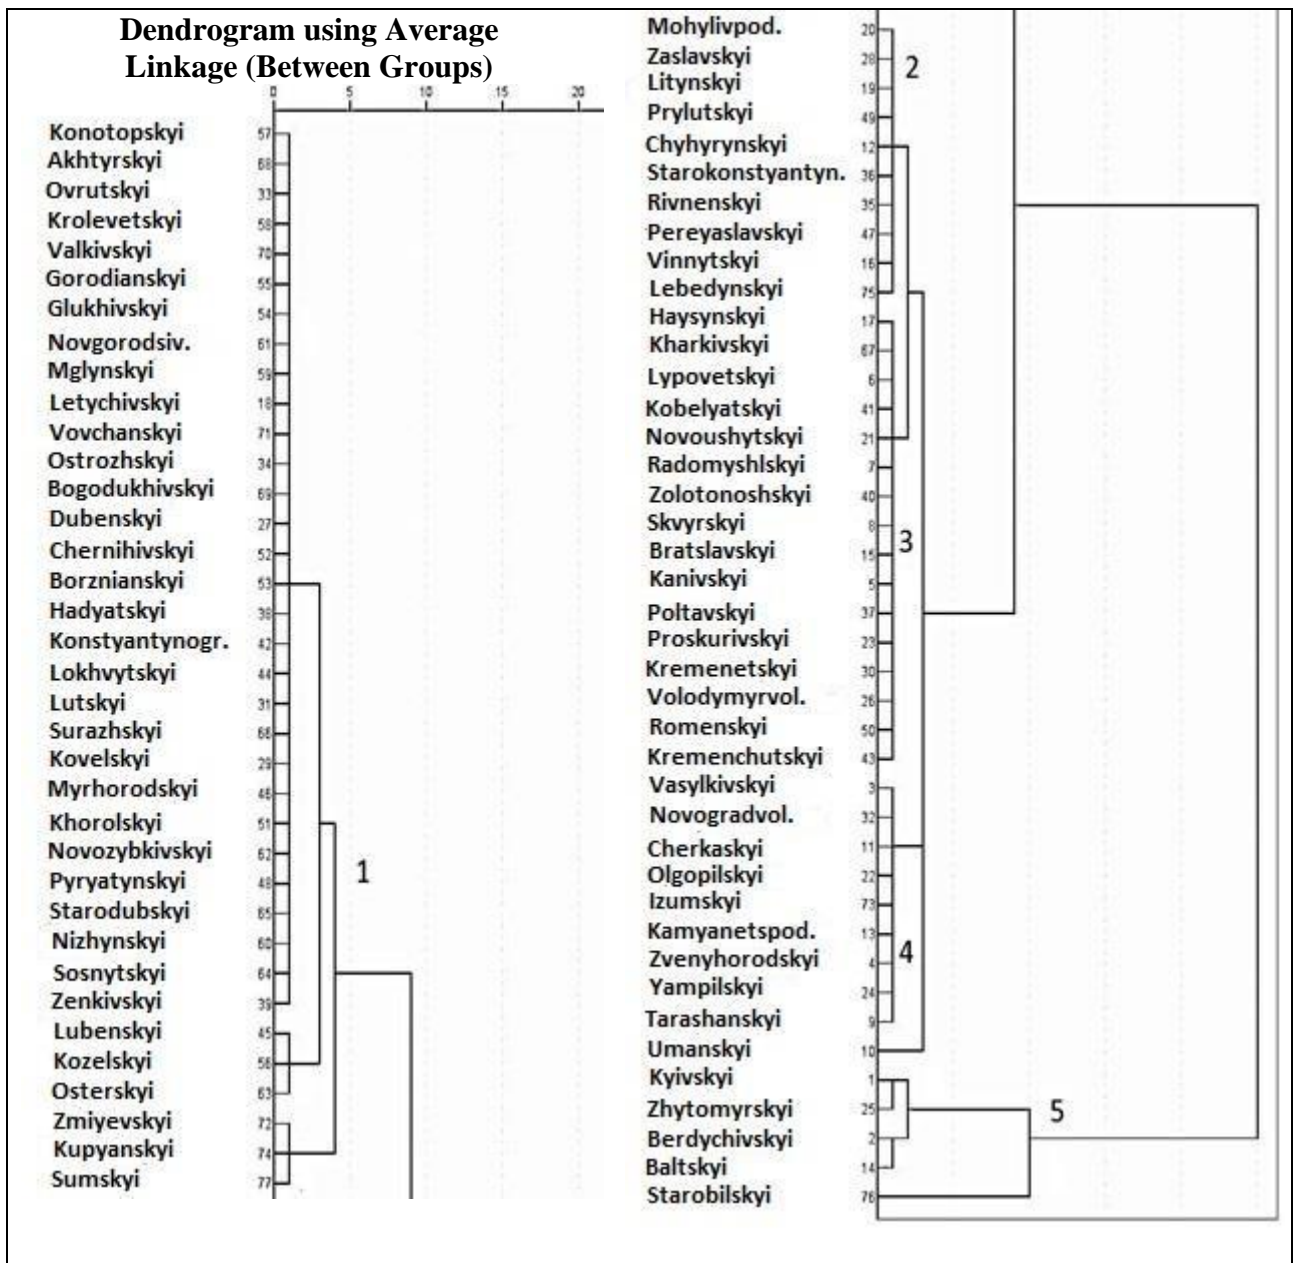 Dendrogram using Average
Linkage (Between Groups)
0 5 10 15 20
Konotopskyi 57
Akhtyrskyi 68
Ovrutskyi 33
Krolevetskyi 58
Valkivskyi 70
Gorodianskyi 55
Glukhivskyi 54
Novgorodsiv. 61
Mglynskyi 59
Letychivskyi 18
Vovchanskyi 71
Ostrozhskyi 34
Bogodukhivskyi 69
Dubenskyi 27
Chernihivskyi 52
Borznianskyi 53
Hadyatskyi 38
Konstyantynogr. 42
Lokhvytskyi 44
Lutskyi 31
Surazhskyi 66
Kovelskyi 29
Myrhorodskyi 46
Khorolskyi 51
Novozybkivskyi 62
Pyryatynskyi 48
1
Starodubskyi 65
Nizhynskyi 60
Sosnytskyi 64
Zenkivskyi 39
Lubenskyi 45
Kozelskyi 56
Osterskyi 63
Zmiyevskyi 72
Kupyanskyi 74
Sumskyi 77
Mohylivpod. 20
Zaslavskyi 28
2
Litynskyi 19
Prylutskyi 49
Chyhyrynskyi 12
Starokonstyantyn. 36
Rivnenskyi 35
Pereyaslavskyi 47
Vinnytskyi 16
Lebedynskyi 75
Haysynskyi 17
Kharkivskyi 67
Lypovetskyi 6
Kobelyatskyi 41
Novoushytskyi 21
Radomyshlskyi 7
Zolotonoshskyi 40
Skvyrskyi 8
3
Bratslavskyi 15
Kanivskyi 5
Poltavskyi 37
Proskurivskyi 23
Kremenetskyi 30
Volodymyrvol. 26
Romenskyi 50
Kremenchutskyi 43
Vasylkivskyi 3
Novogradvol. 32
Cherkaskyi 11
Olgopilskyi 22
Izumskyi 73
Kamyanetspod. 13
4
Zvenyhorodskyi 4
Yampilskyi 24
Tarashanskyi 9
Umanskyi 10
Kyivskyi 1
Zhytomyrskyi 25
5
Berdychivskyi 2
Baltskyi 14
Starobilskyi 76